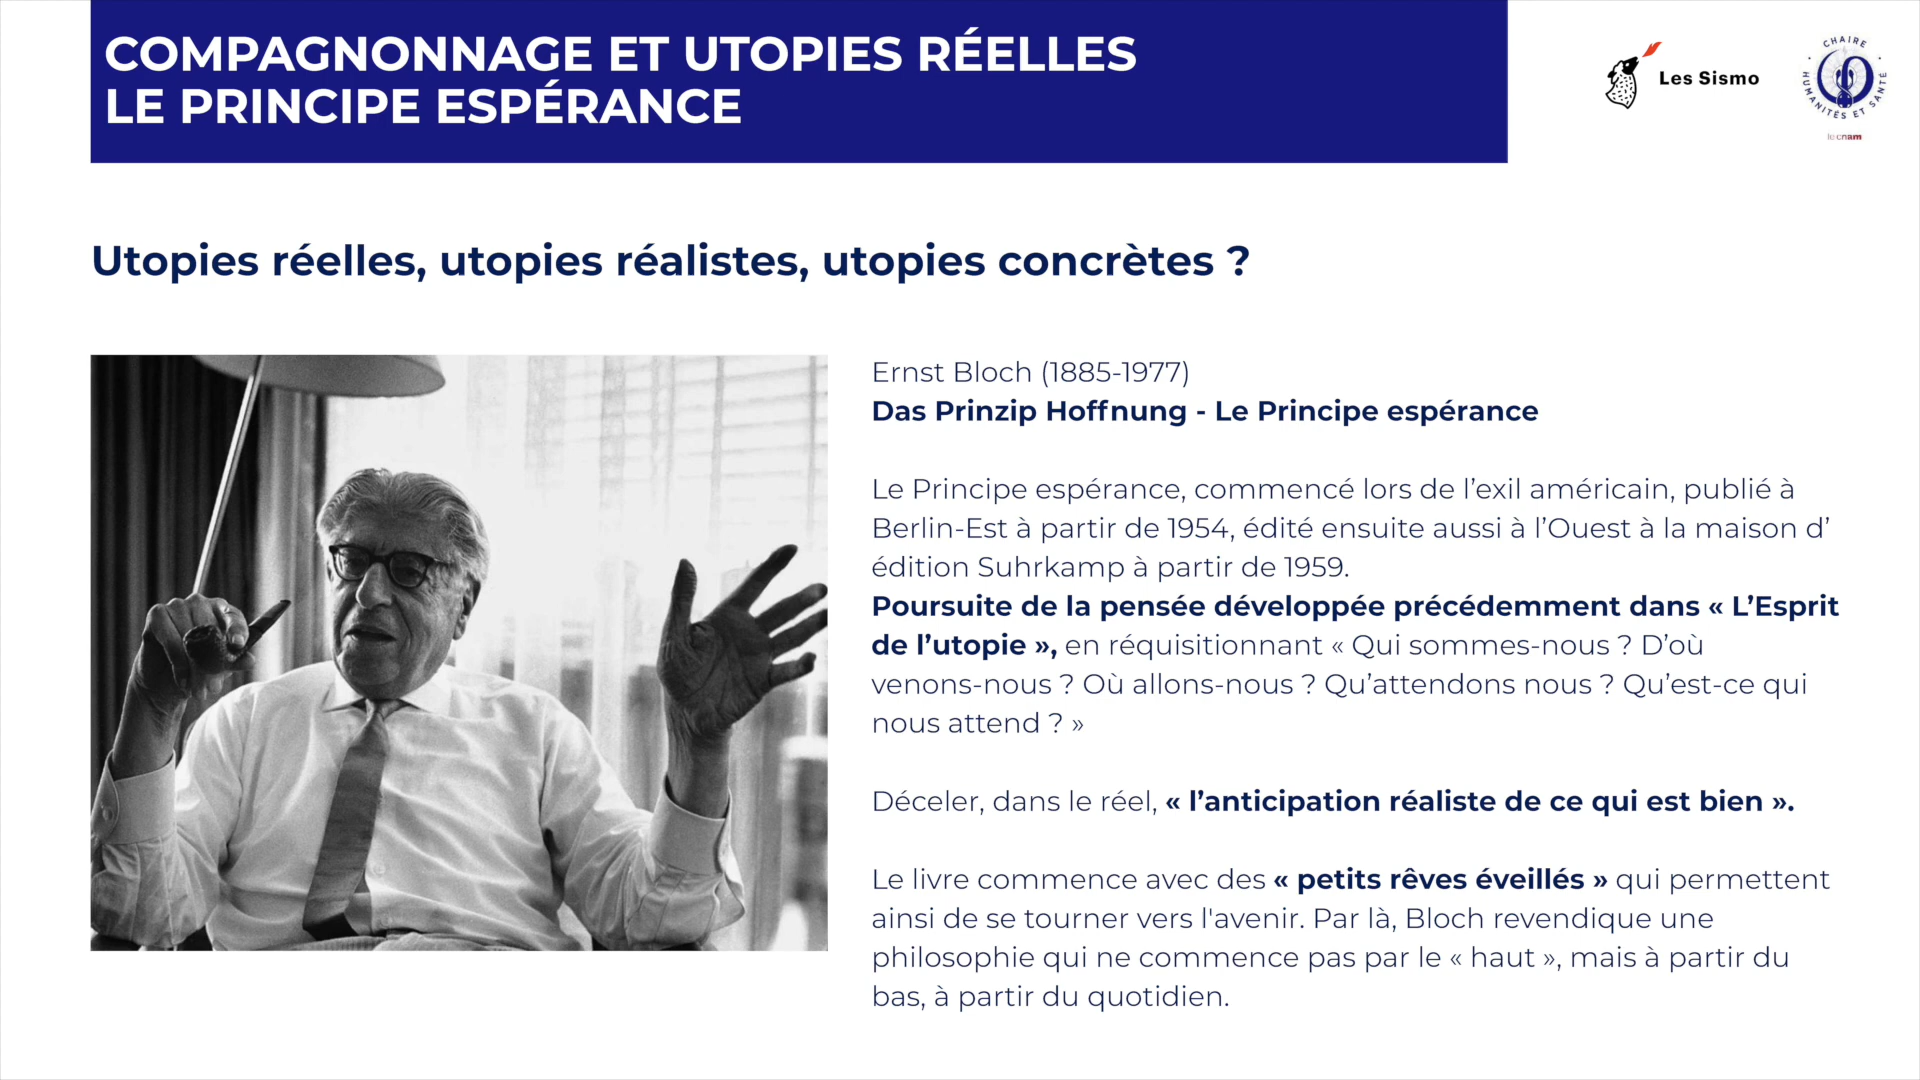 COMPAGNONNAGE ET UTOPIES RÉELLES
LE PRINCIPE ESPÉRANCE
Les Sismo
CHAIRE
HUMANITÉS ET SANTÉ
le cnam
Utopies réelles, utopies réalistes, utopies concrètes ?
Ernst Bloch (1885-1977)
Das Prinzip Hoffnung - Le Principe espérance
Le Principe espérance, commencé lors de l’exil américain, publié à
Berlin-Est à partir de 1954, édité ensuite aussi à l’Ouest à la maison d’
édition Suhrkamp à partir de 1959.
Poursuite de la pensée développée précédemment dans « L’Esprit
de l’utopie », en réquisitionnant « Qui sommes-nous ? D’où
venons-nous ? Où allons-nous ? Qu’attendons nous ? Qu’est-ce qui
nous attend ? »
Déceler, dans le réel, « l’anticipation réaliste de ce qui est bien ».
Le livre commence avec des « petits rêves éveillés » qui permettent
ainsi de se tourner vers l'avenir. Par là, Bloch revendique une
philosophie qui ne commence pas par le « haut », mais à partir du
bas, à partir du quotidien.